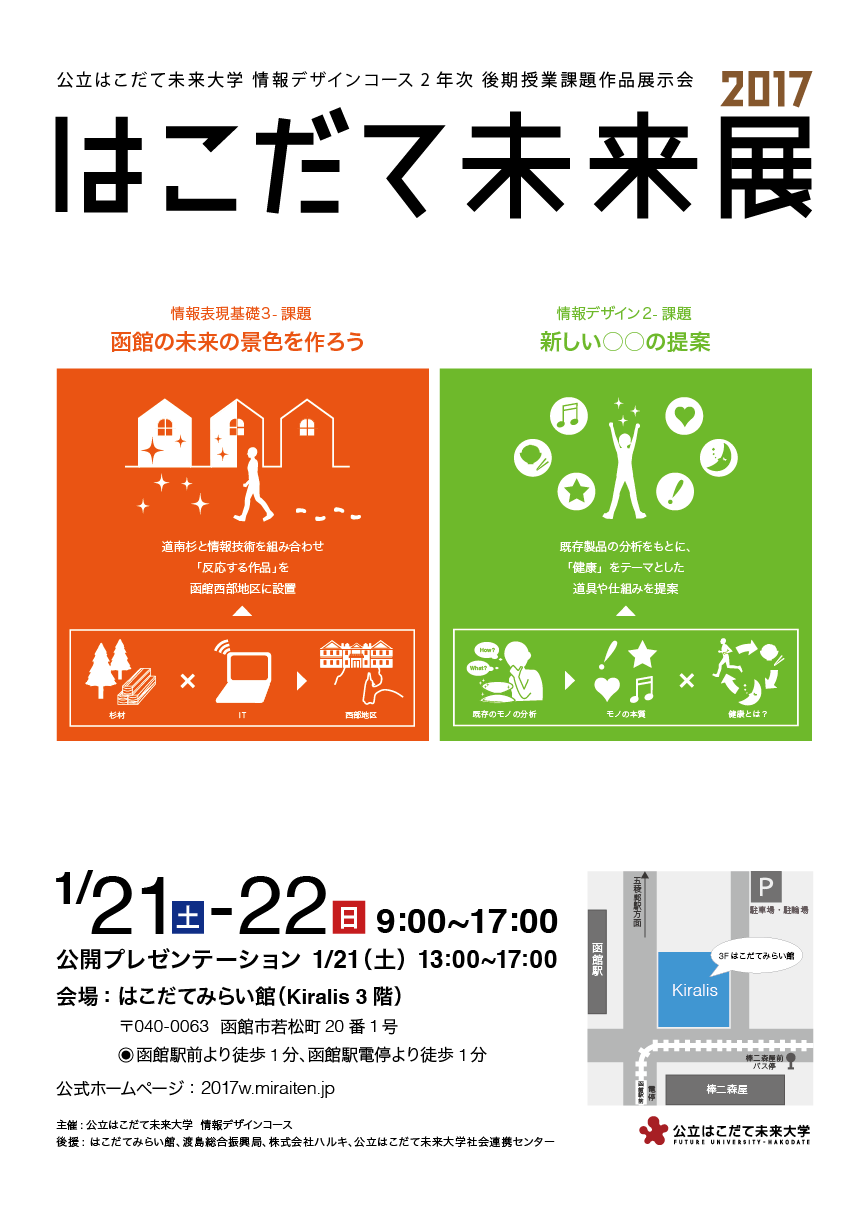 公立はこだて未来大学 情報デザインコース 2 年次 後期授業課題作品展示会
2017
はこだて未来展
情報表現基礎3- 課題
函館の未来の景色を作ろう
道南杉と情報技術を組み合わせ
「反応する作品」を
函館西部地区に設置
杉材
IT
西部地区
情報デザイン2- 課題
新しい○○の提案
既存製品の分析をもとに、
「健康」をテーマとした
道具や仕組みを提案
How?
What?
既存のモノの分析
モノの本質
健康とは？
1/21土-22日 9:00~17:00
公開プレゼンテーション 1/21（土） 13:00~17:00
会場：はこだてみらい館（Kiralis 3 階）
〒040-0063 函館市若松町 20 番 1 号
◉函館駅前より徒歩 1 分、函館駅電停より徒歩 1 分
公式ホームページ： 2017w.miraiten.jp
主催 : 公立はこだて未来大学 情報デザインコース
後援 : はこだてみらい館、渡島総合振興局、株式会社ハルキ、公立はこだて未来大学社会連携センター
五稜郭駅方面
P
駐車場・駐輪場
函館駅
3F はこだてみらい館
Kiralis
棒二森屋前
バス停
函館駅前
電停
棒二森屋
公立はこだて未来大学
FUTURE UNIVERSITY-HAKODATE